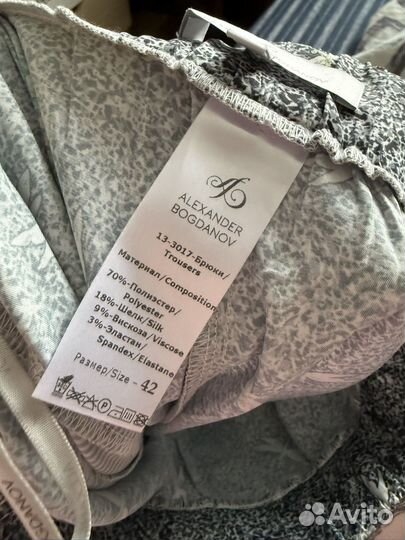 ALEXANDER
BOGDANOV
13-3017-Брюки/
Trousers
Материал/Composition
70%-Полиэстер/
Polyester
18%-Шелк/Silk
9%-Вискоза/Viscose
3%-Эластан/
Spandex/Elastane
Размер/Size - 42
Avito